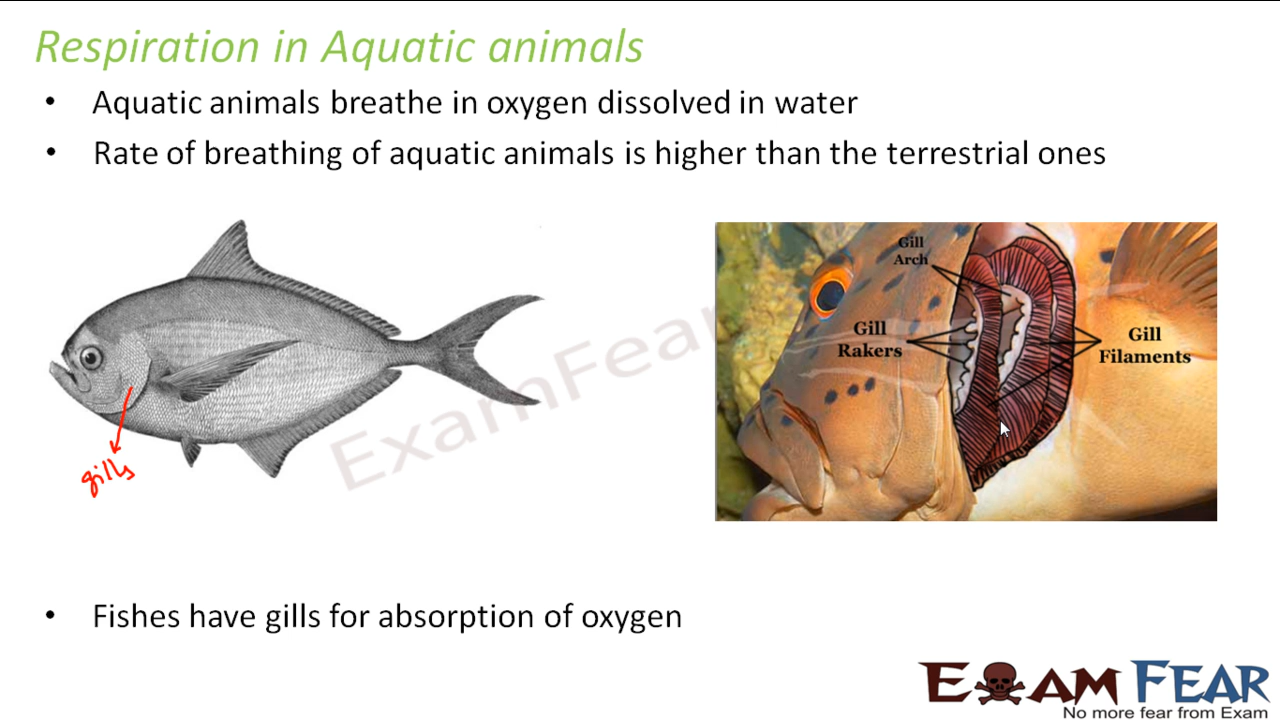 Respiration in Aquatic animals
• Aquatic animals breathe in oxygen dissolved in water
• Rate of breathing of aquatic animals is higher than the terrestrial ones
Gill
Arch
Gill
Rakers
Gill
Filaments
gills
ExamFear
• Fishes have gills for absorption of oxygen
EXAM FEAR
No more fear from Exam